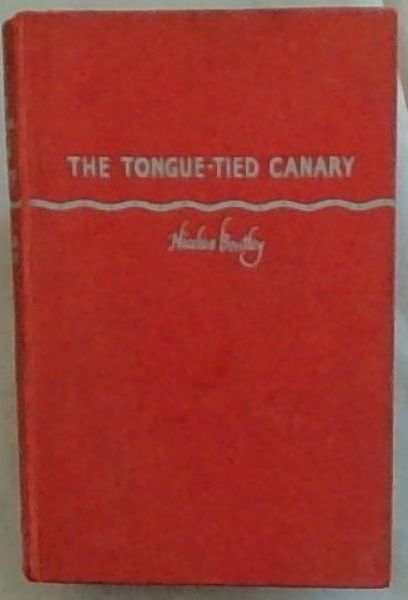 THE TONGUE-TIED CANARY
Nicolas Bentley